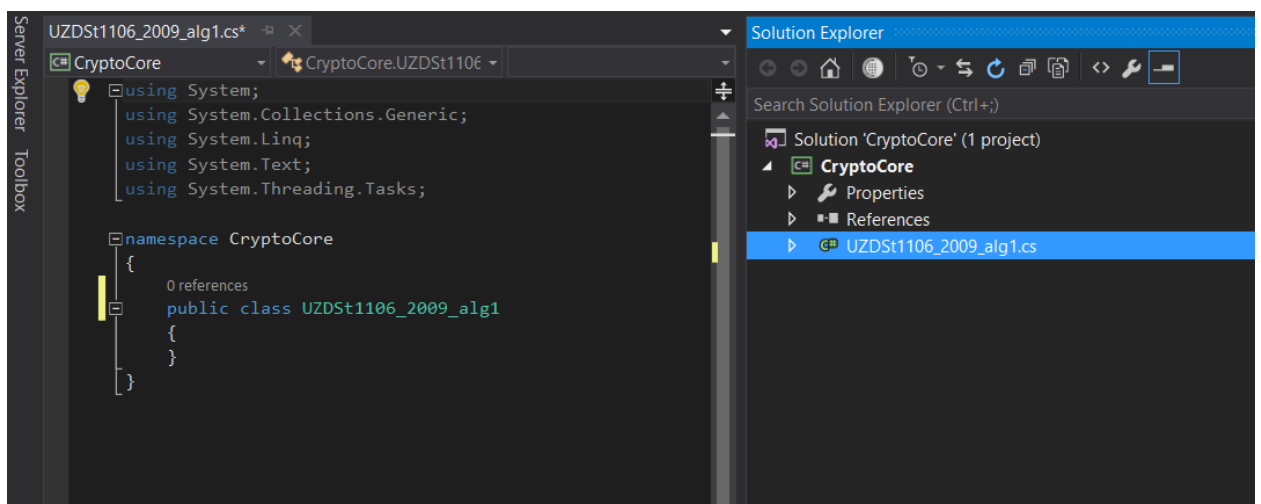 Server Explorer
Toolbox
UZDSt1106_2009_alg1.cs*
CryptoCore
CryptoCore.UZDSt1106
using System;
using System.Collections.Generic;
using System.Linq;
using System.Text;
using System.Threading.Tasks;
namespace CryptoCore
{
0 references
public class UZDSt1106_2009_alg1
{
}
}
Solution Explorer
Search Solution Explorer (Ctrl+;)
Solution 'CryptoCore' (1 project)
C# CryptoCore
Properties
References
C# UZDSt1106_2009_alg1.cs